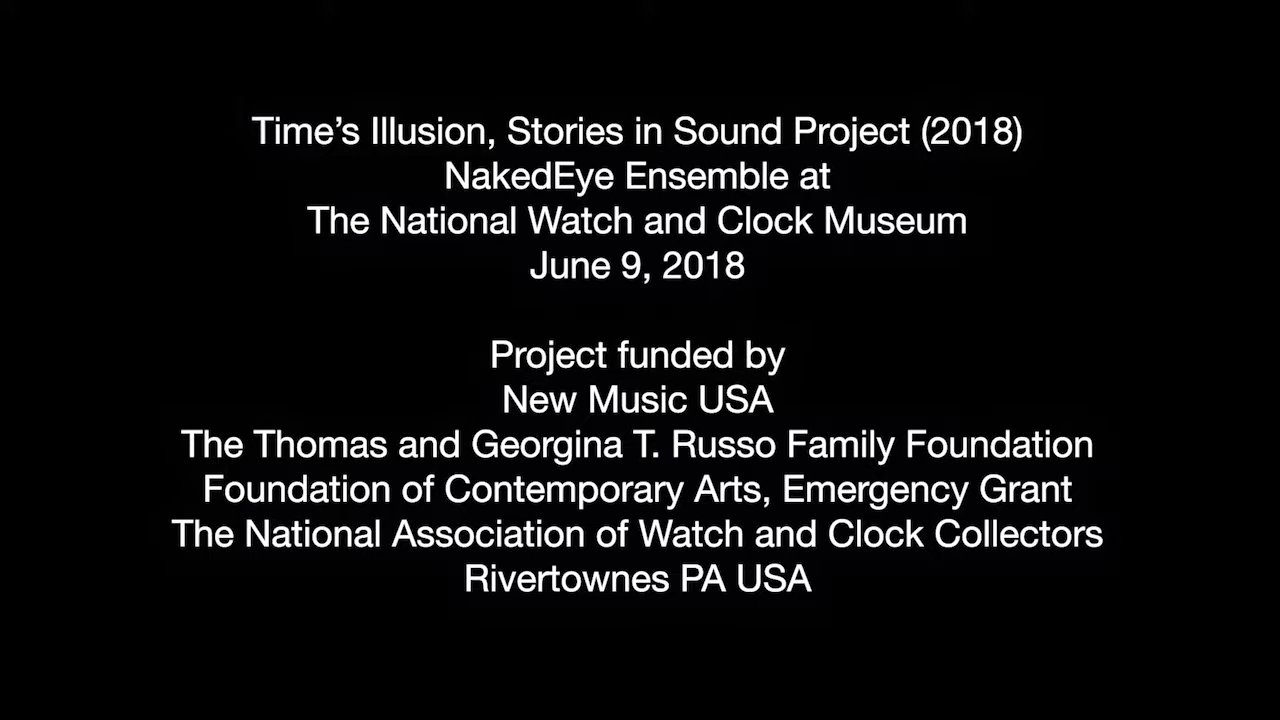 Time’s Illusion, Stories in Sound Project (2018)
NakedEye Ensemble at
The National Watch and Clock Museum
June 9, 2018
Project funded by
New Music USA
The Thomas and Georgina T. Russo Family Foundation
Foundation of Contemporary Arts, Emergency Grant
The National Association of Watch and Clock Collectors
Rivertownes PA USA